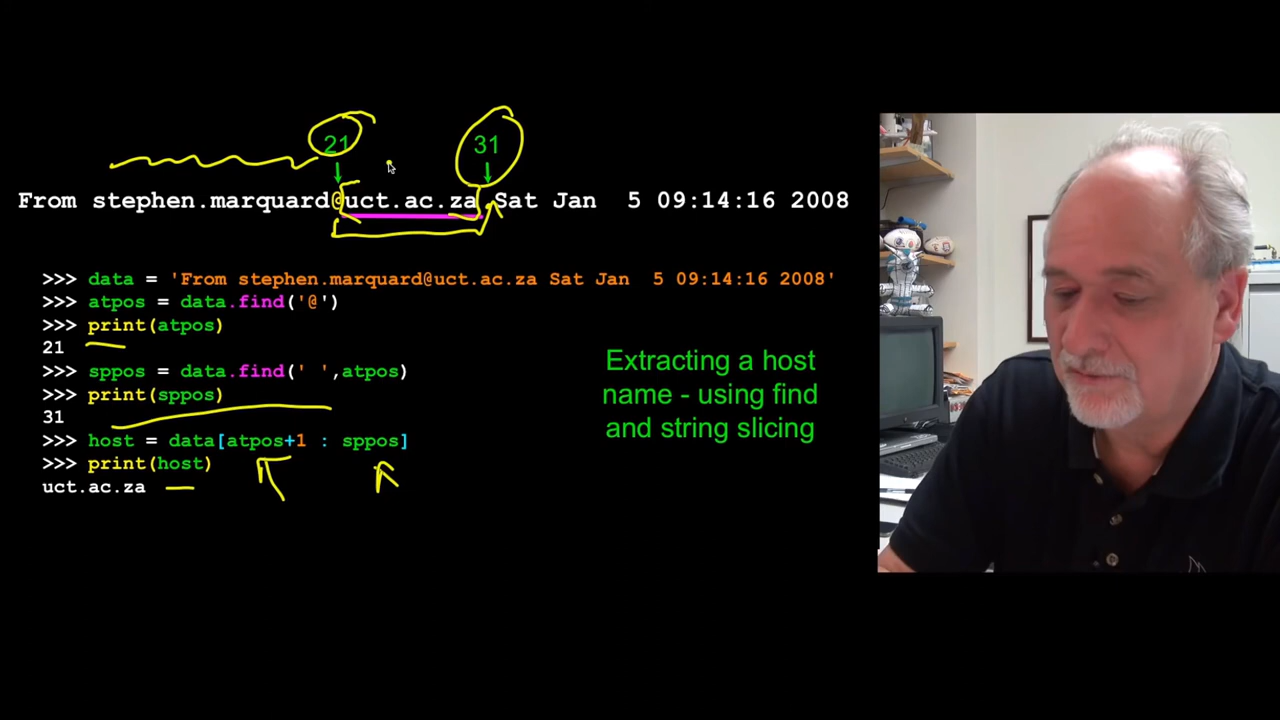 21 31
From stephen.marquard@uct.ac.za Sat Jan  5 09:14:16 2008
>>> data = 'From stephen.marquard@uct.ac.za Sat Jan  5 09:14:16 2008'
>>> atpos = data.find('@')
>>> print(atpos)
21
>>> sppos = data.find(' ',atpos)
>>> print(sppos)
31
>>> host = data[atpos+1 : sppos]
>>> print(host)
uct.ac.za
Extracting a host
name - using find
and string slicing